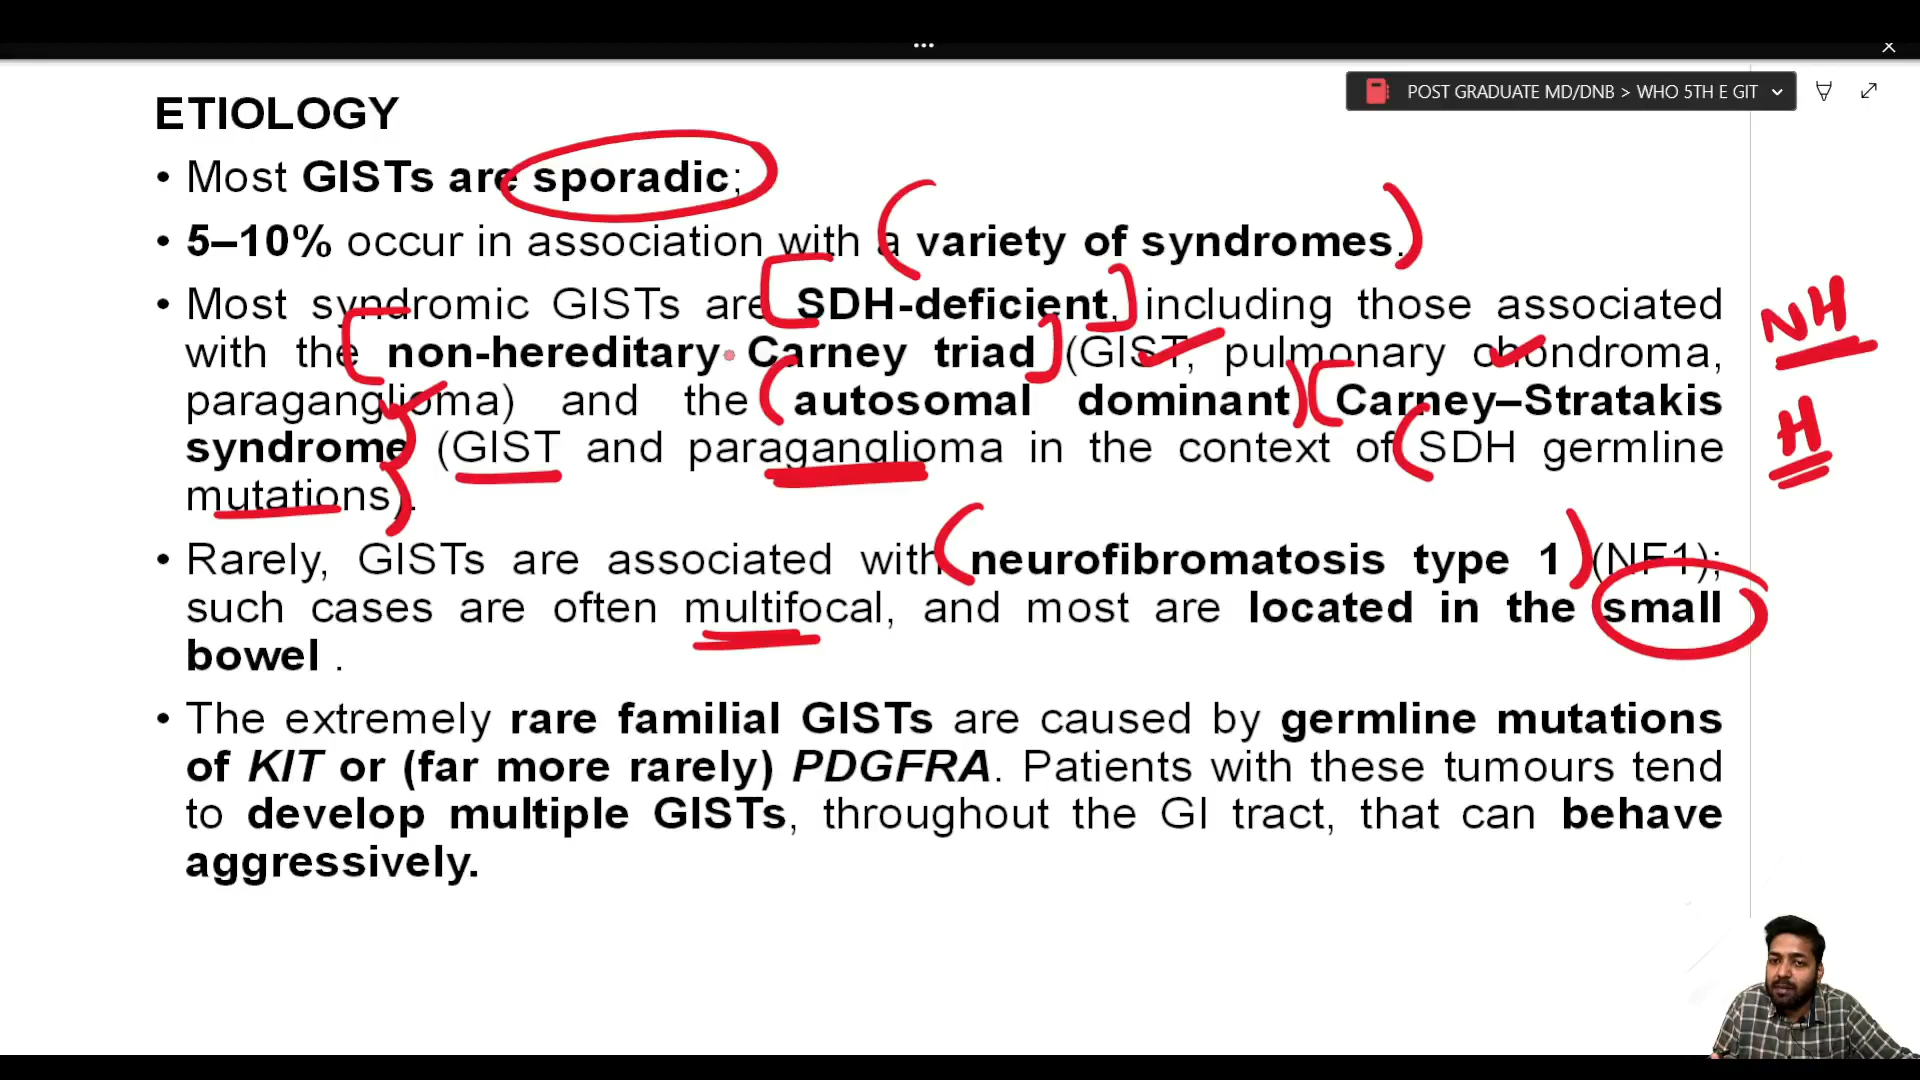 POST GRADUATE MD/DNB > WHO 5TH E GIT
ETIOLOGY
• Most GISTs are sporadic;
• 5–10% occur in association with a variety of syndromes.
• Most syndromic GISTs are SDH-deficient, including those associated
with the non-hereditary Carney triad (GIST, pulmonary chondroma,
paraganglioma) and the autosomal dominant Carney–Stratakis
syndrome (GIST and paraganglioma in the context of SDH germline
mutations).
NH
H
• Rarely, GISTs are associated with neurofibromatosis type 1 (NF1);
such cases are often multifocal, and most are located in the small
bowel .
• The extremely rare familial GISTs are caused by germline mutations
of KIT or (far more rarely) PDGFRA. Patients with these tumours tend
to develop multiple GISTs, throughout the GI tract, that can behave
aggressively.